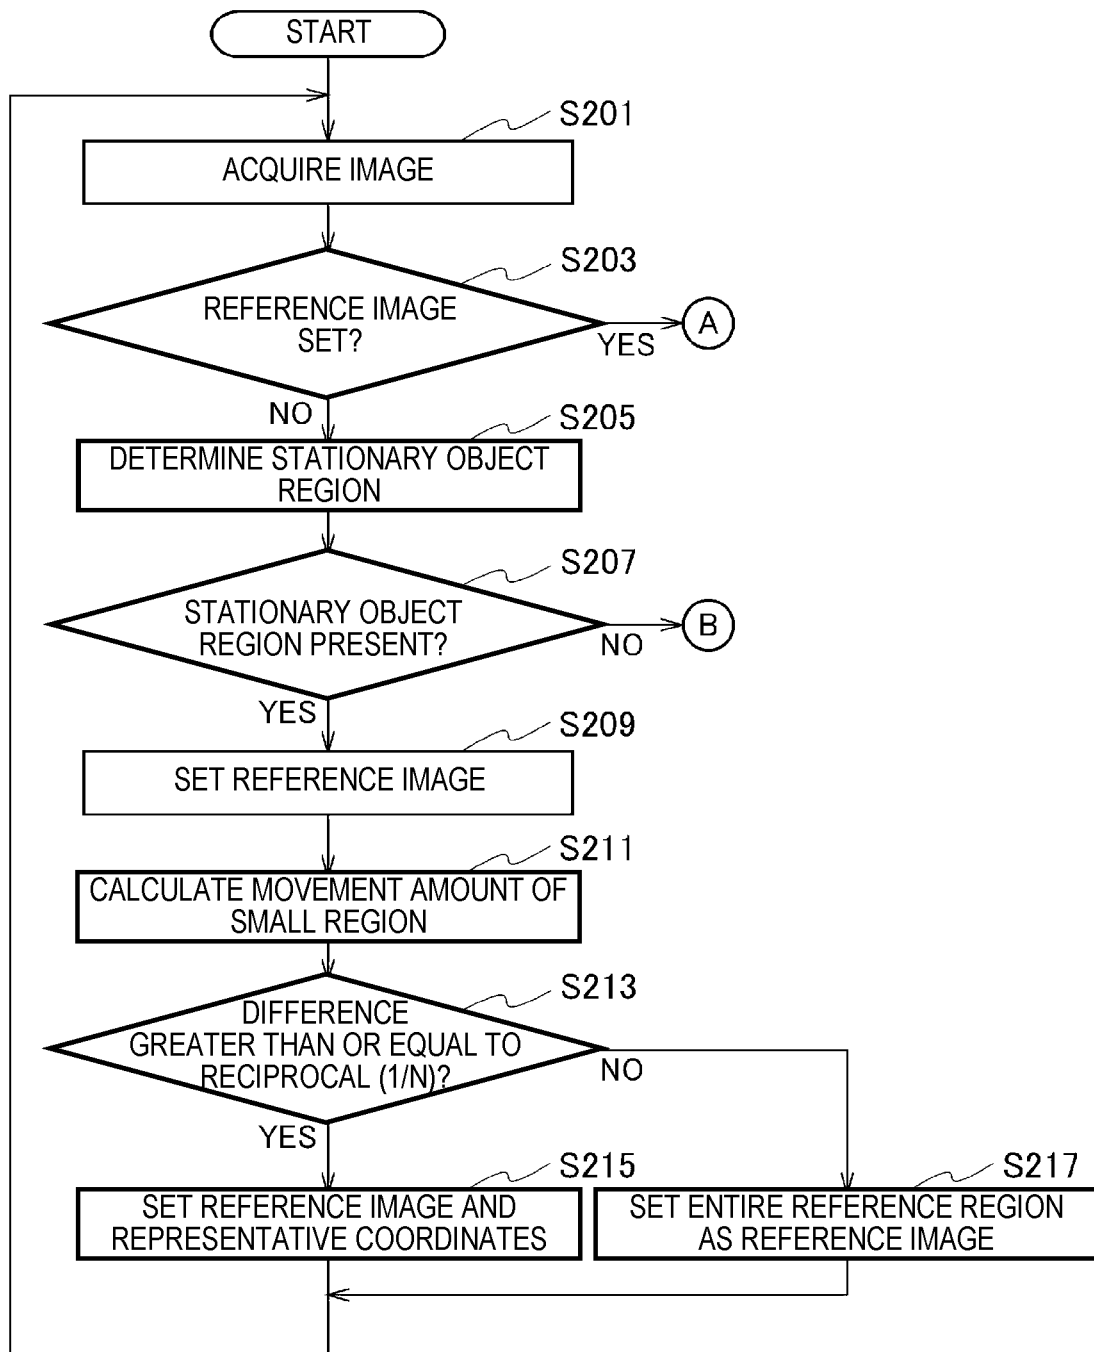 START
S201
ACQUIRE IMAGE
S203
REFERENCE IMAGE
SET?
A
YES
NO
S205
DETERMINE STATIONARY OBJECT
REGION
S207
STATIONARY OBJECT
REGION PRESENT?
B
NO
YES
S209
SET REFERENCE IMAGE
S211
CALCULATE MOVEMENT AMOUNT OF
SMALL REGION
S213
DIFFERENCE
GREATER THAN OR EQUAL TO
RECIPROCAL (1/N)?
NO
YES
S215
SET REFERENCE IMAGE AND
REPRESENTATIVE COORDINATES
S217
SET ENTIRE REFERENCE REGION
AS REFERENCE IMAGE